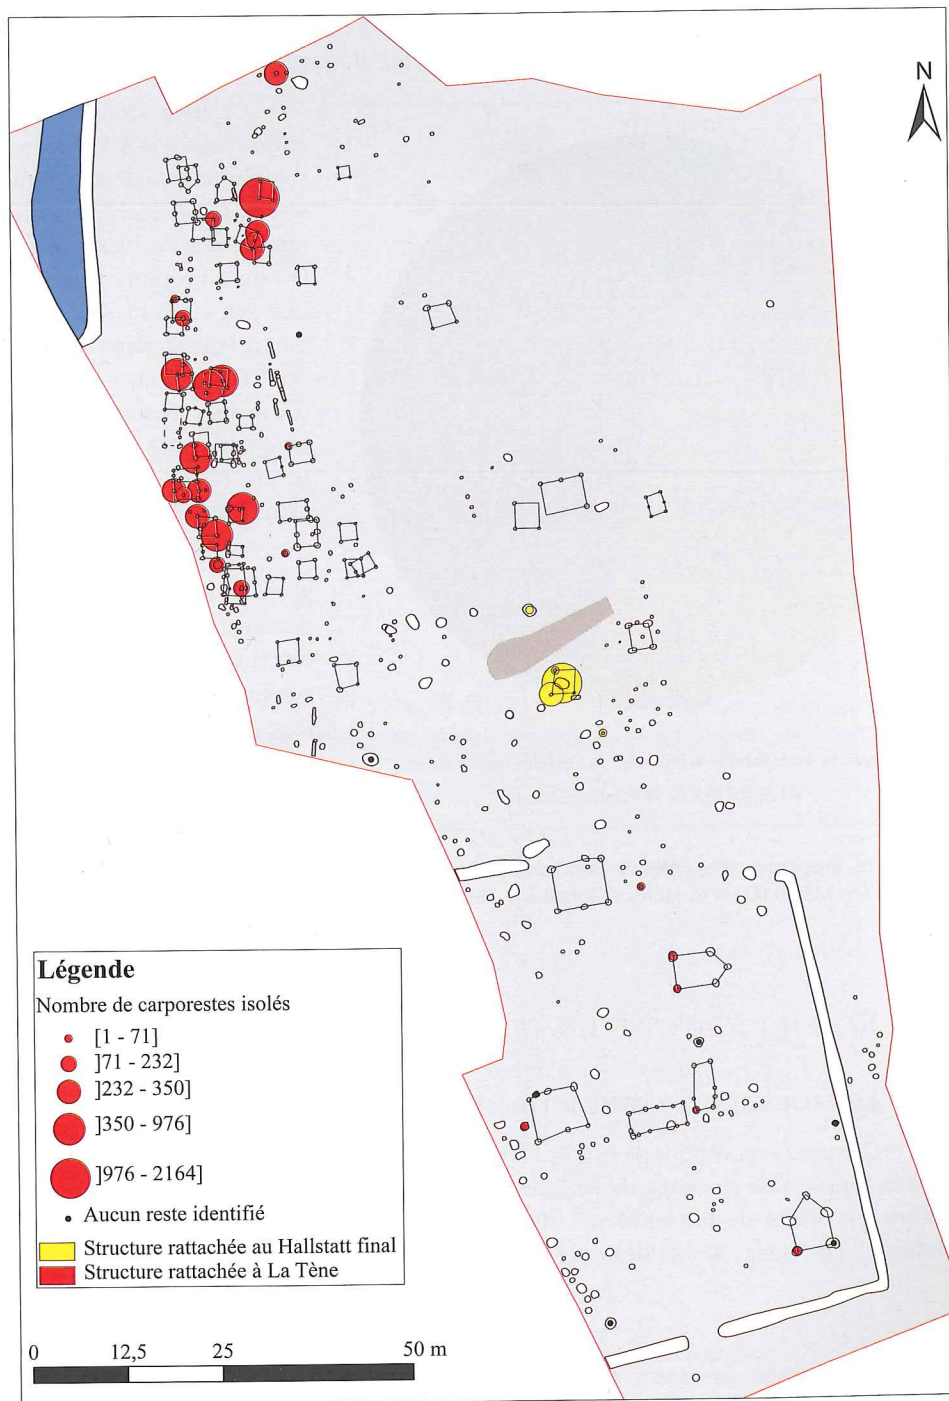 N
Légende
Nombre de carporestes isolés
[1 - 71]
]71 - 232]
]232 - 350]
]350 - 976]
]976 - 2164]
Aucun reste identifié
Structure rattachée au Hallstatt final
Structure rattachée à La Tène
0 12,5 25 50 m